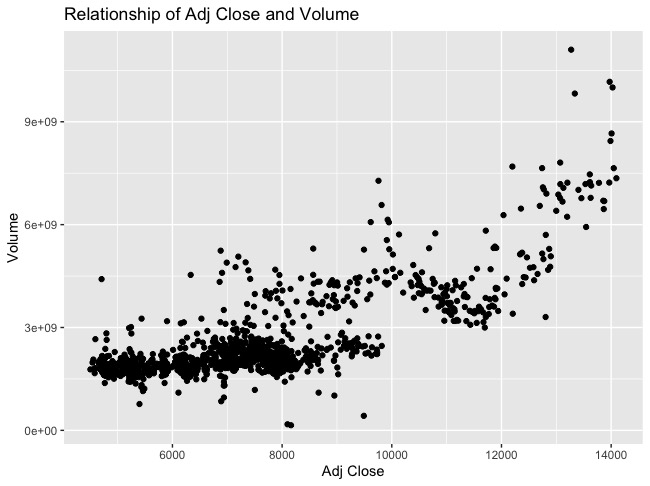 Relationship of Adj Close and Volume
Volume
9e+09
6e+09
3e+09
0e+00
6000 8000 10000 12000 14000
Adj Close